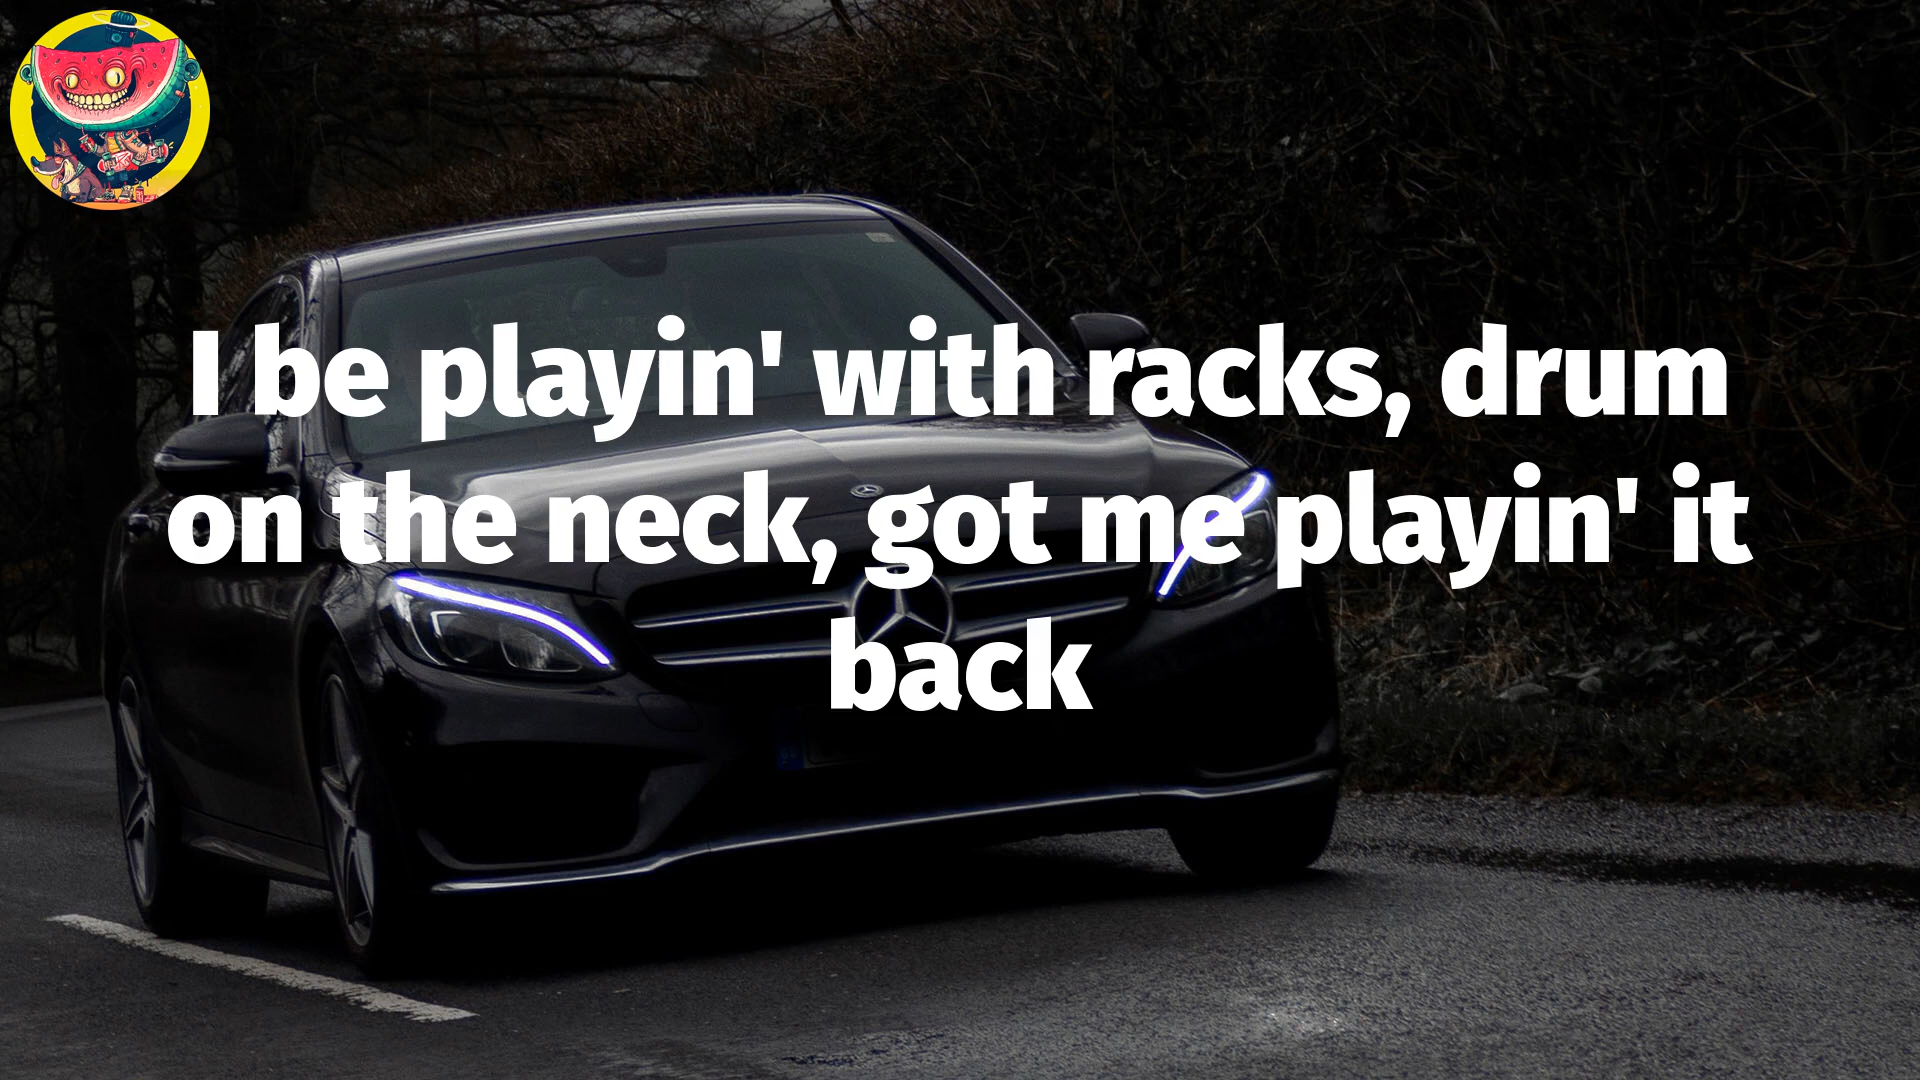 I be playin' with racks, drum
on the neck, got me playin' it
back